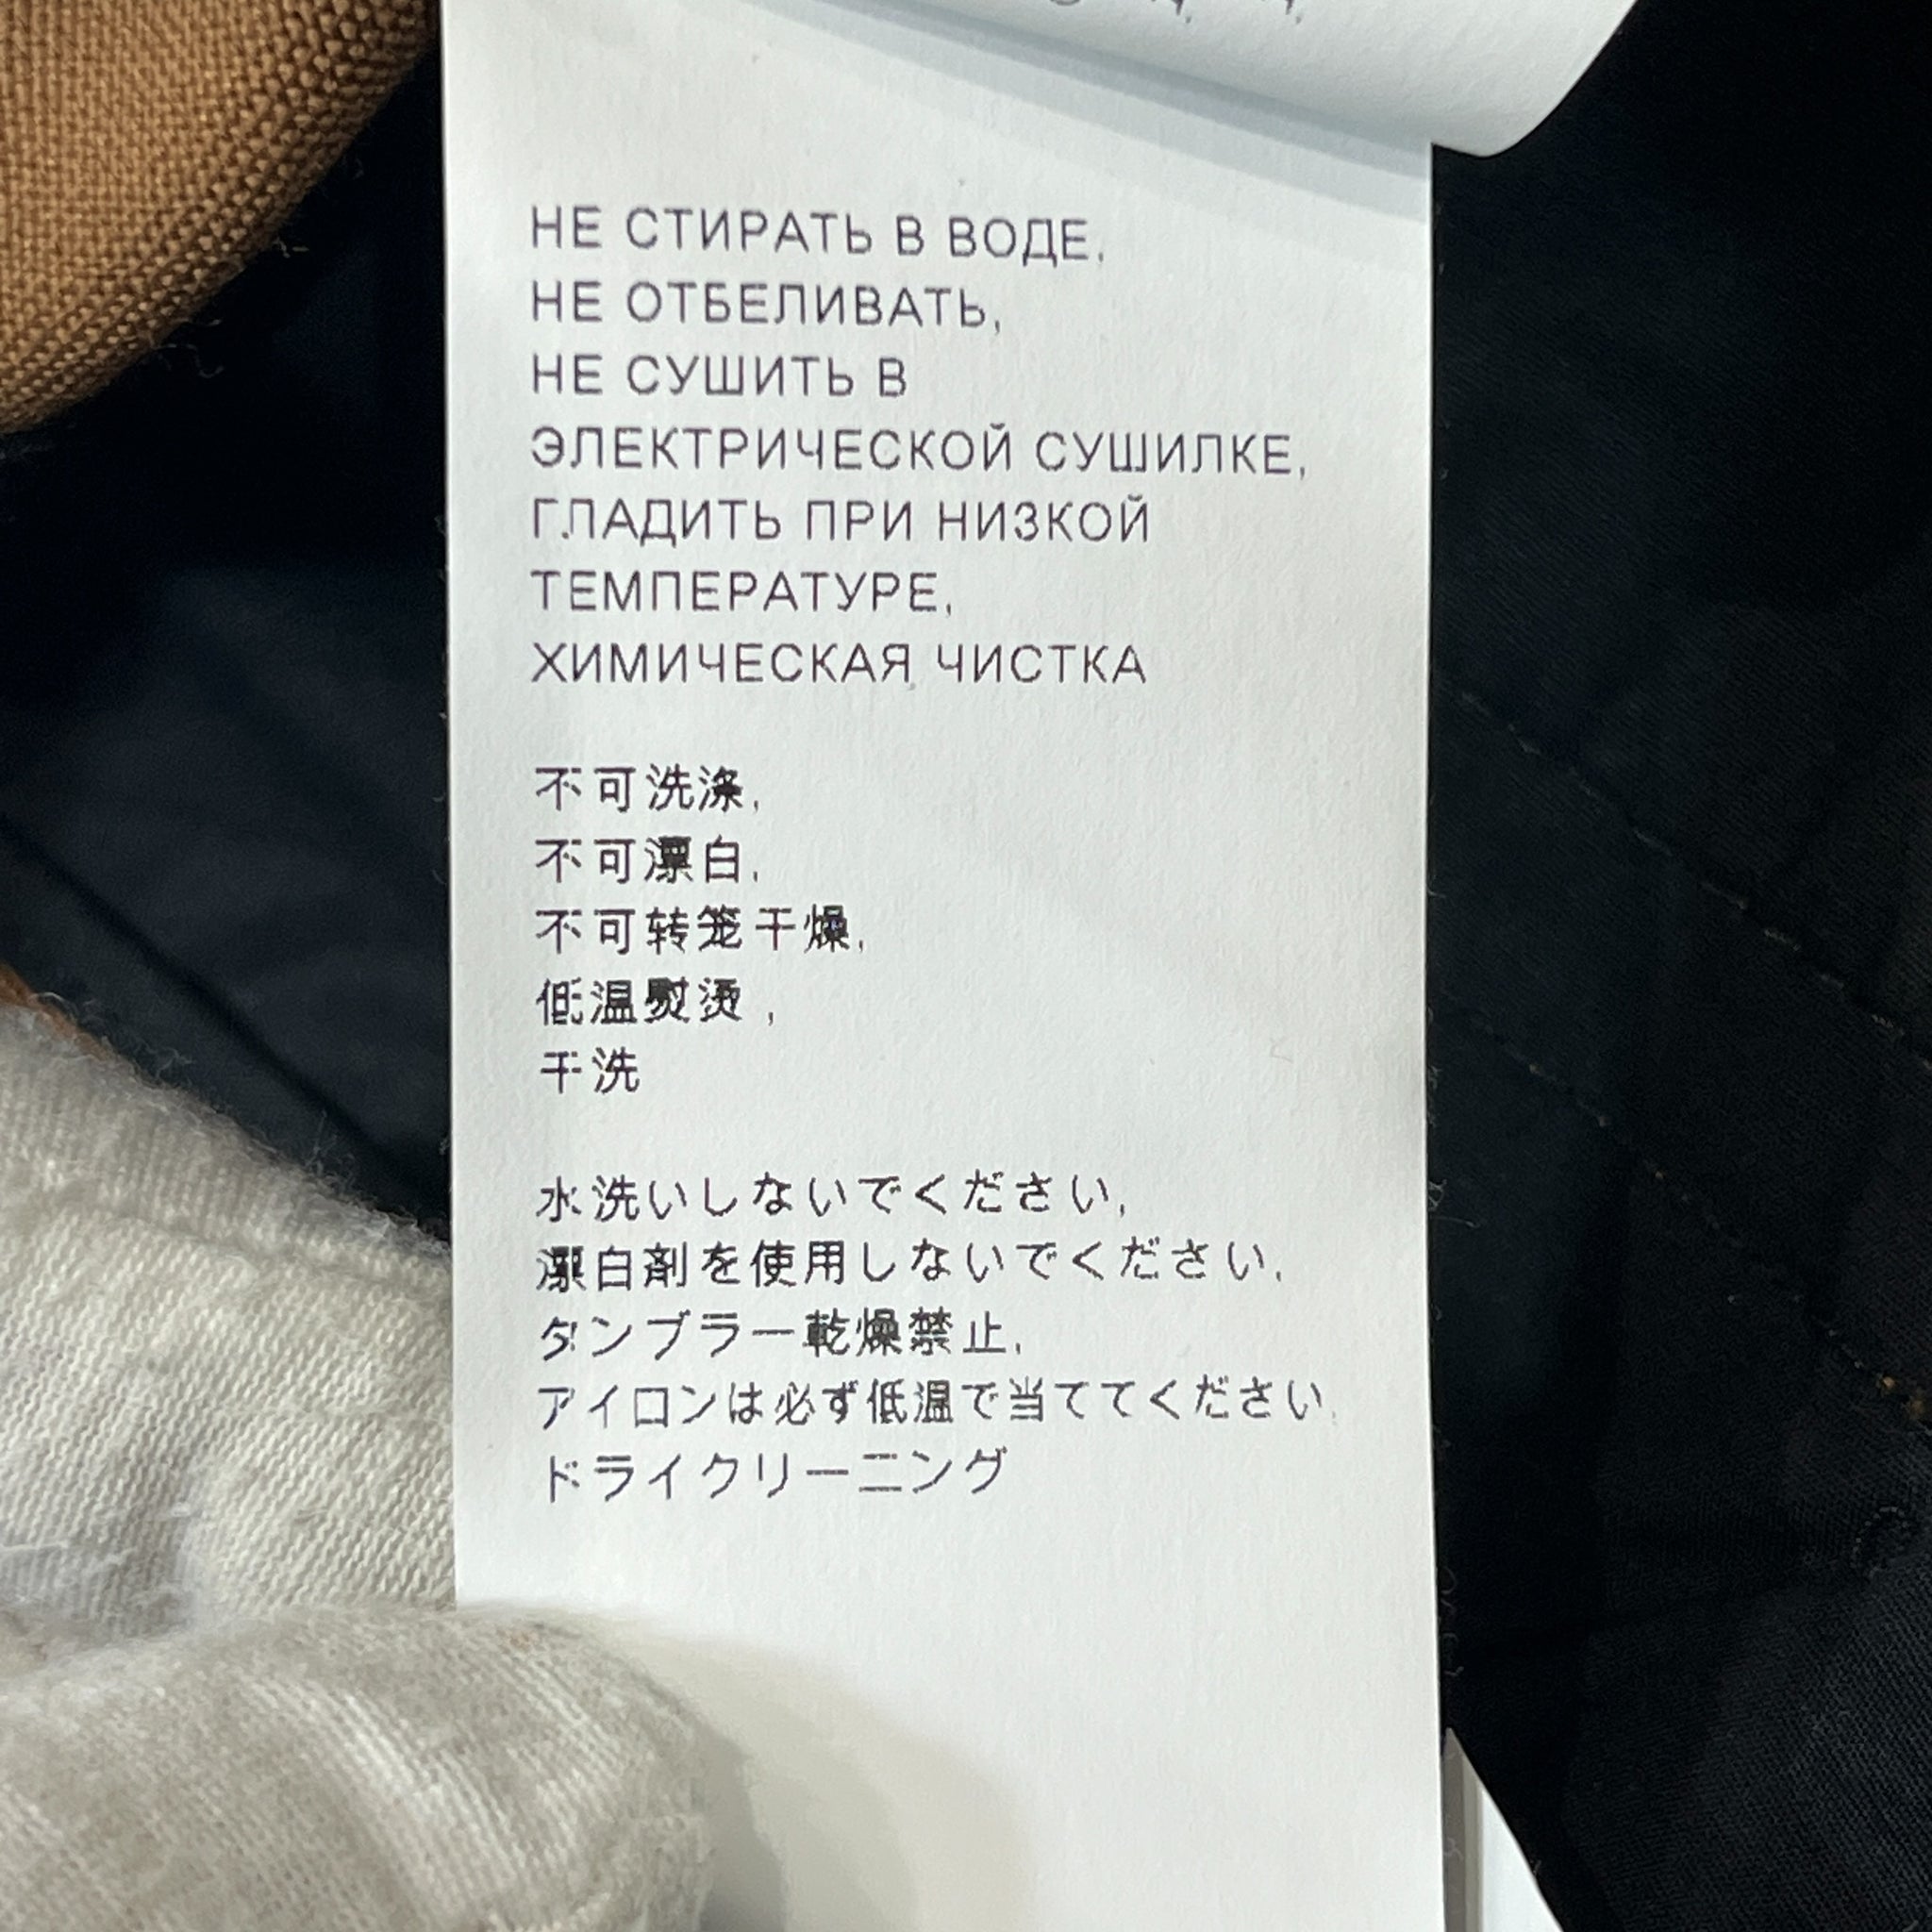 НЕ СТИРАТЬ В ВОДЕ,
НЕ ОТБЕЛИВАТЬ,
НЕ СУШИТЬ В
ЭЛЕКТРИЧЕСКОЙ СУШИЛКЕ,
ГЛАДИТЬ ПРИ НИЗКОЙ
ТЕМПЕРАТУРЕ,
ХИМИЧЕСКАЯ ЧИСТКА
不可洗涤,
不可漂白,
不可转笼干燥,
低温熨烫,
干洗
水洗いしないでください,
漂白剤を使用しないでください,
タンブラー乾燥禁止,
アイロンは必ず低温で当ててください,
ドライクリーニング